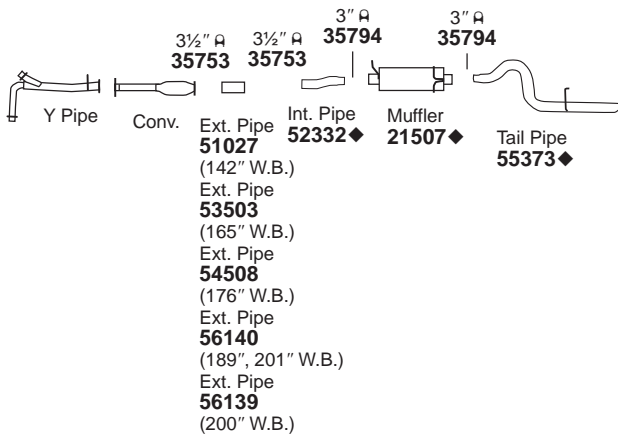 3½″ 3½″ 3″ 3″
35753 35753 35794 35794
Y Pipe
Conv.
Ext. Pipe
51027
(142″ W.B.)
Ext. Pipe
53503
(165″ W.B.)
Ext. Pipe
54508
(176″ W.B.)
Ext. Pipe
56140
(189″, 201″ W.B.)
Ext. Pipe
56139
(200″ W.B.)
Int. Pipe
52332◆
Muffler
21507◆
Tail Pipe
55373◆